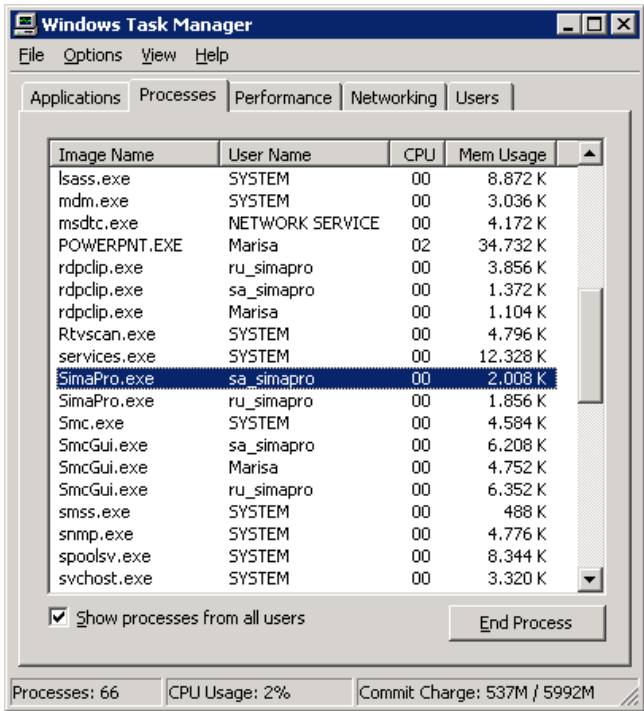 Windows Task Manager
File Options View Help
Applications Processes Performance Networking Users
Image Name User Name CPU Mem Usage
lsass.exe SYSTEM 00 8.872 K
mdm.exe SYSTEM 00 3.036 K
msdtc.exe NETWORK SERVICE 00 4.172 K
POWERPNT.EXE Marisa 02 34.732 K
rdpclip.exe ru_simapro 00 3.856 K
rdpclip.exe sa_simapro 00 1.372 K
rdpclip.exe Marisa 00 1.104 K
Rtvscan.exe SYSTEM 00 4.796 K
services.exe SYSTEM 00 12.328 K
SimaPro.exe sa_simapro 00 2.008 K
SimaPro.exe ru_simapro 00 1.856 K
Smc.exe SYSTEM 00 4.584 K
SmcGui.exe sa_simapro 00 6.208 K
SmcGui.exe Marisa 00 4.752 K
SmcGui.exe ru_simapro 00 6.352 K
smss.exe SYSTEM 00 488 K
snmp.exe SYSTEM 00 4.776 K
spoolsv.exe SYSTEM 00 8.344 K
svchost.exe SYSTEM 00 3.320 K
Show processes from all users End Process
Processes: 66 CPU Usage: 2% Commit Charge: 537M / 5992M